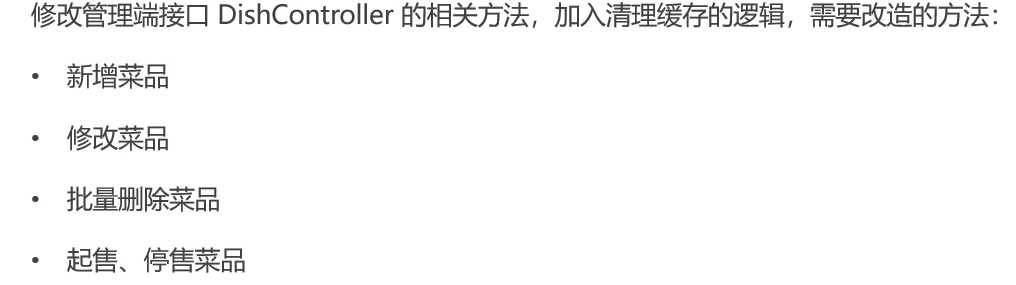 修改管理端接口 DishController 的相关方法，加入清理缓存的逻辑，需要改造的方法：
• 新增菜品
• 修改菜品
• 批量删除菜品
• 起售、停售菜品